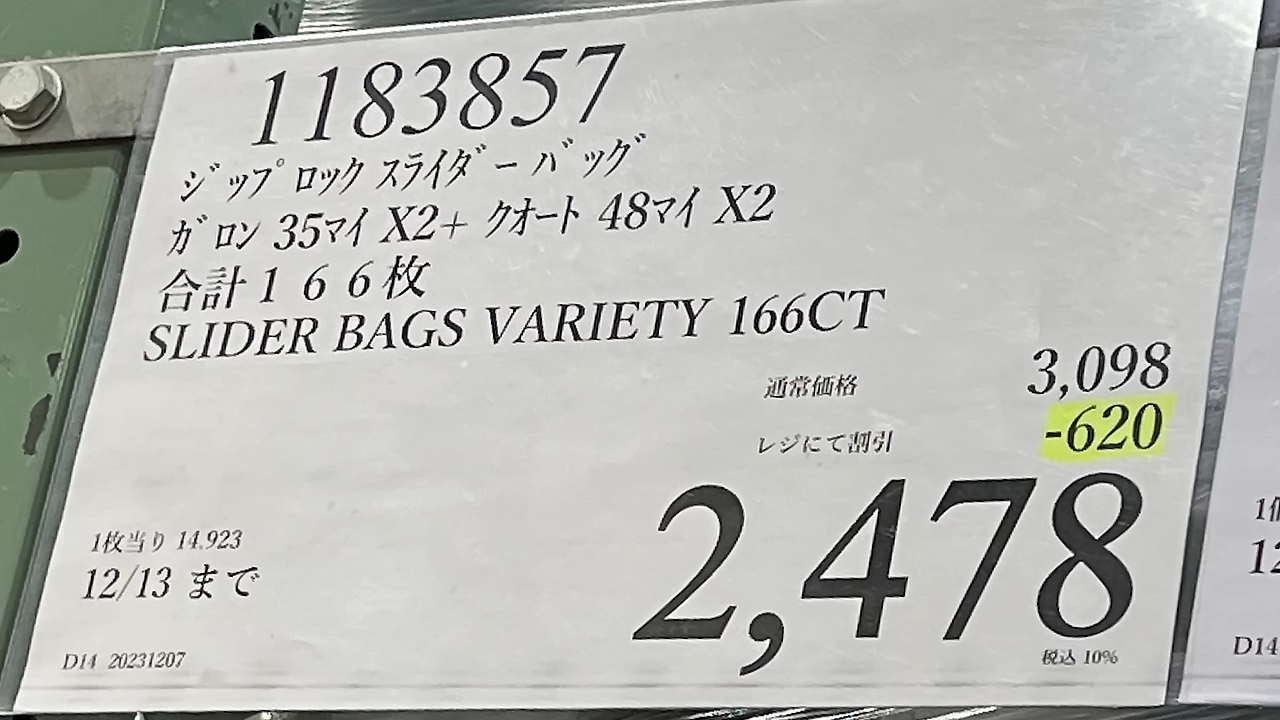 1183857
ｼﾞｯﾌﾟﾛｯｸ ｽﾗｲﾀﾞｰ ﾊﾞｯｸﾞ
ｶﾞﾛﾝ 35ﾏｲ X2+ ｸｵｰﾄ 48ﾏｲ X2
合計１６６枚
SLIDER BAGS VARIETY 166CT
通常価格 3,098
レジにて割引 -620
2,478
1枚当り 14.923
12/13 まで
税込 10%
D14 20231207
1
12
D14